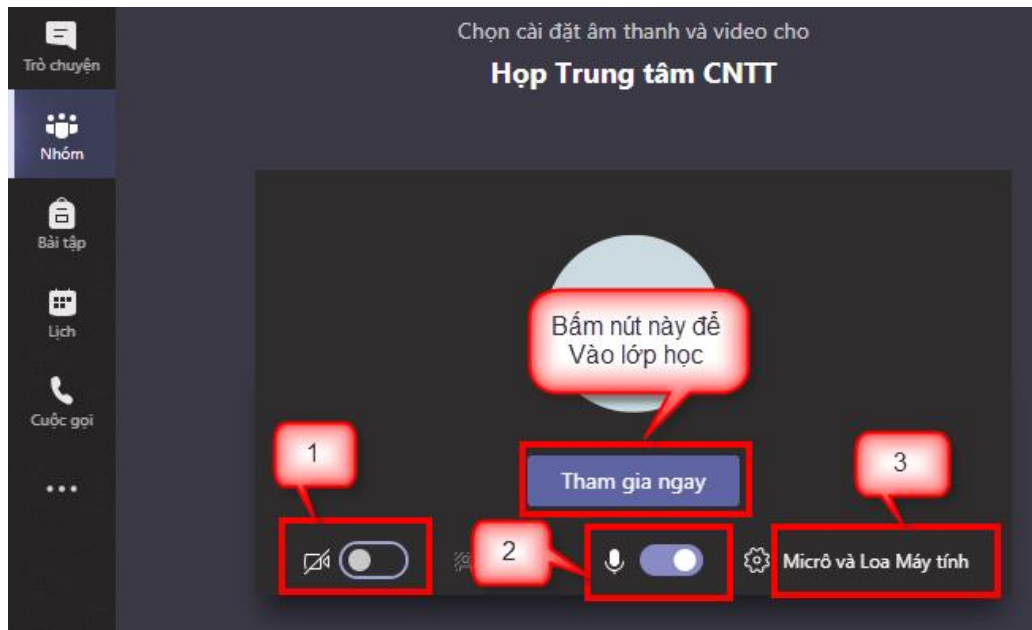 Trò chuyện
Nhóm
Bài tập
Lịch
Cuộc gọi
Chọn cài đặt âm thanh và video cho
Họp Trung tâm CNTT
Bấm nút này để
Vào lớp học
Tham gia ngay
1
2
3
Micrô và Loa Máy tính